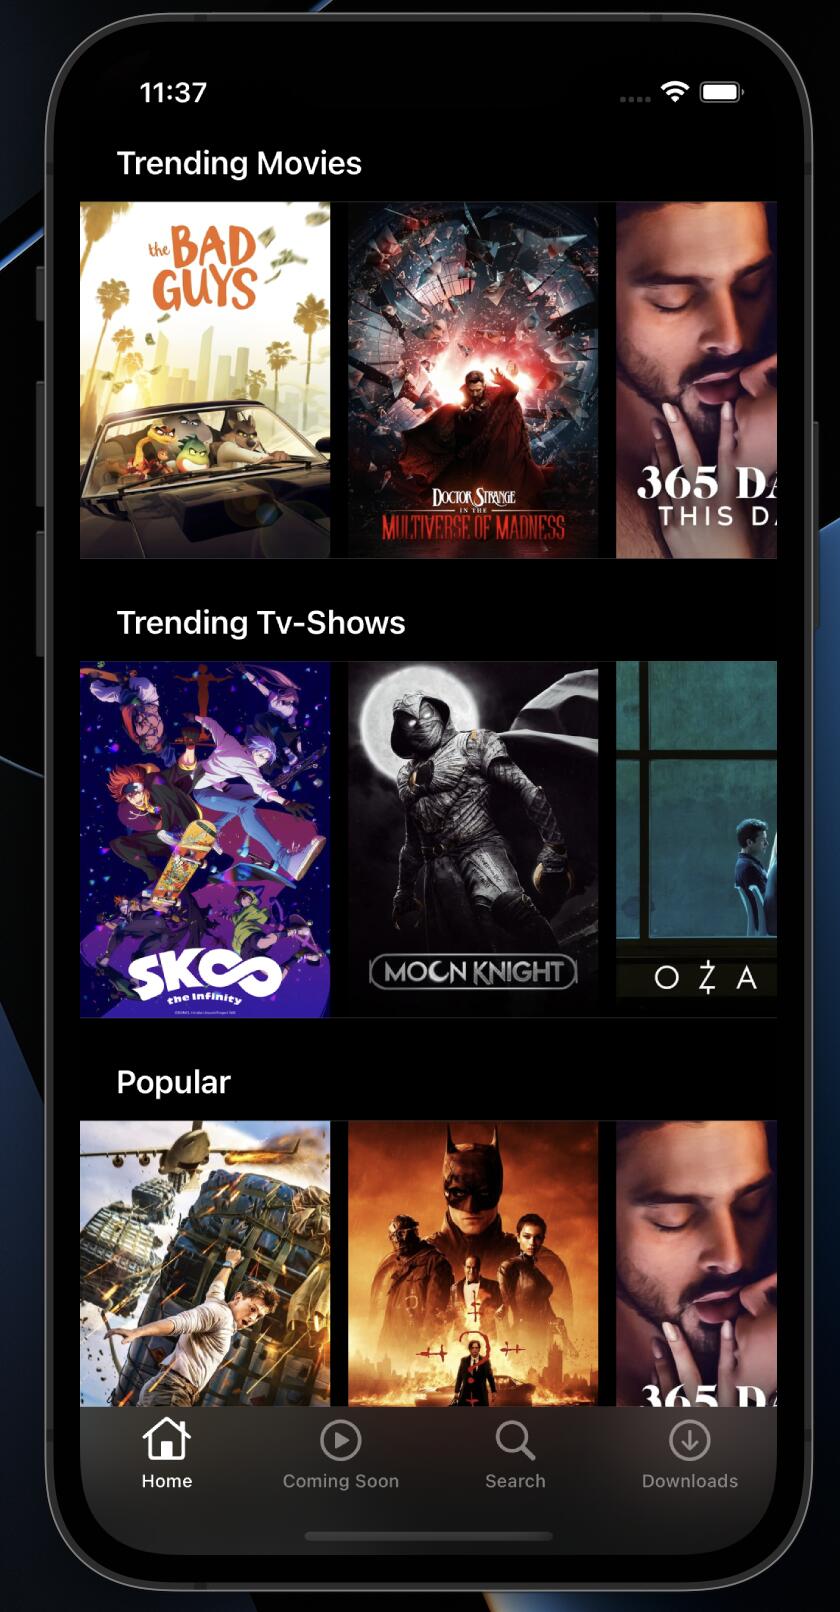 11:37
Trending Movies
the BAD
GUYS
DOCTOR STRANGE
IN THE
MULTIVERSE OF MADNESS
365 DA
THIS DA
Trending Tv-Shows
SK∞
the Infinity
MOON KNIGHT
O Z A
Popular
365 DA
Home
Coming Soon
Search
Downloads